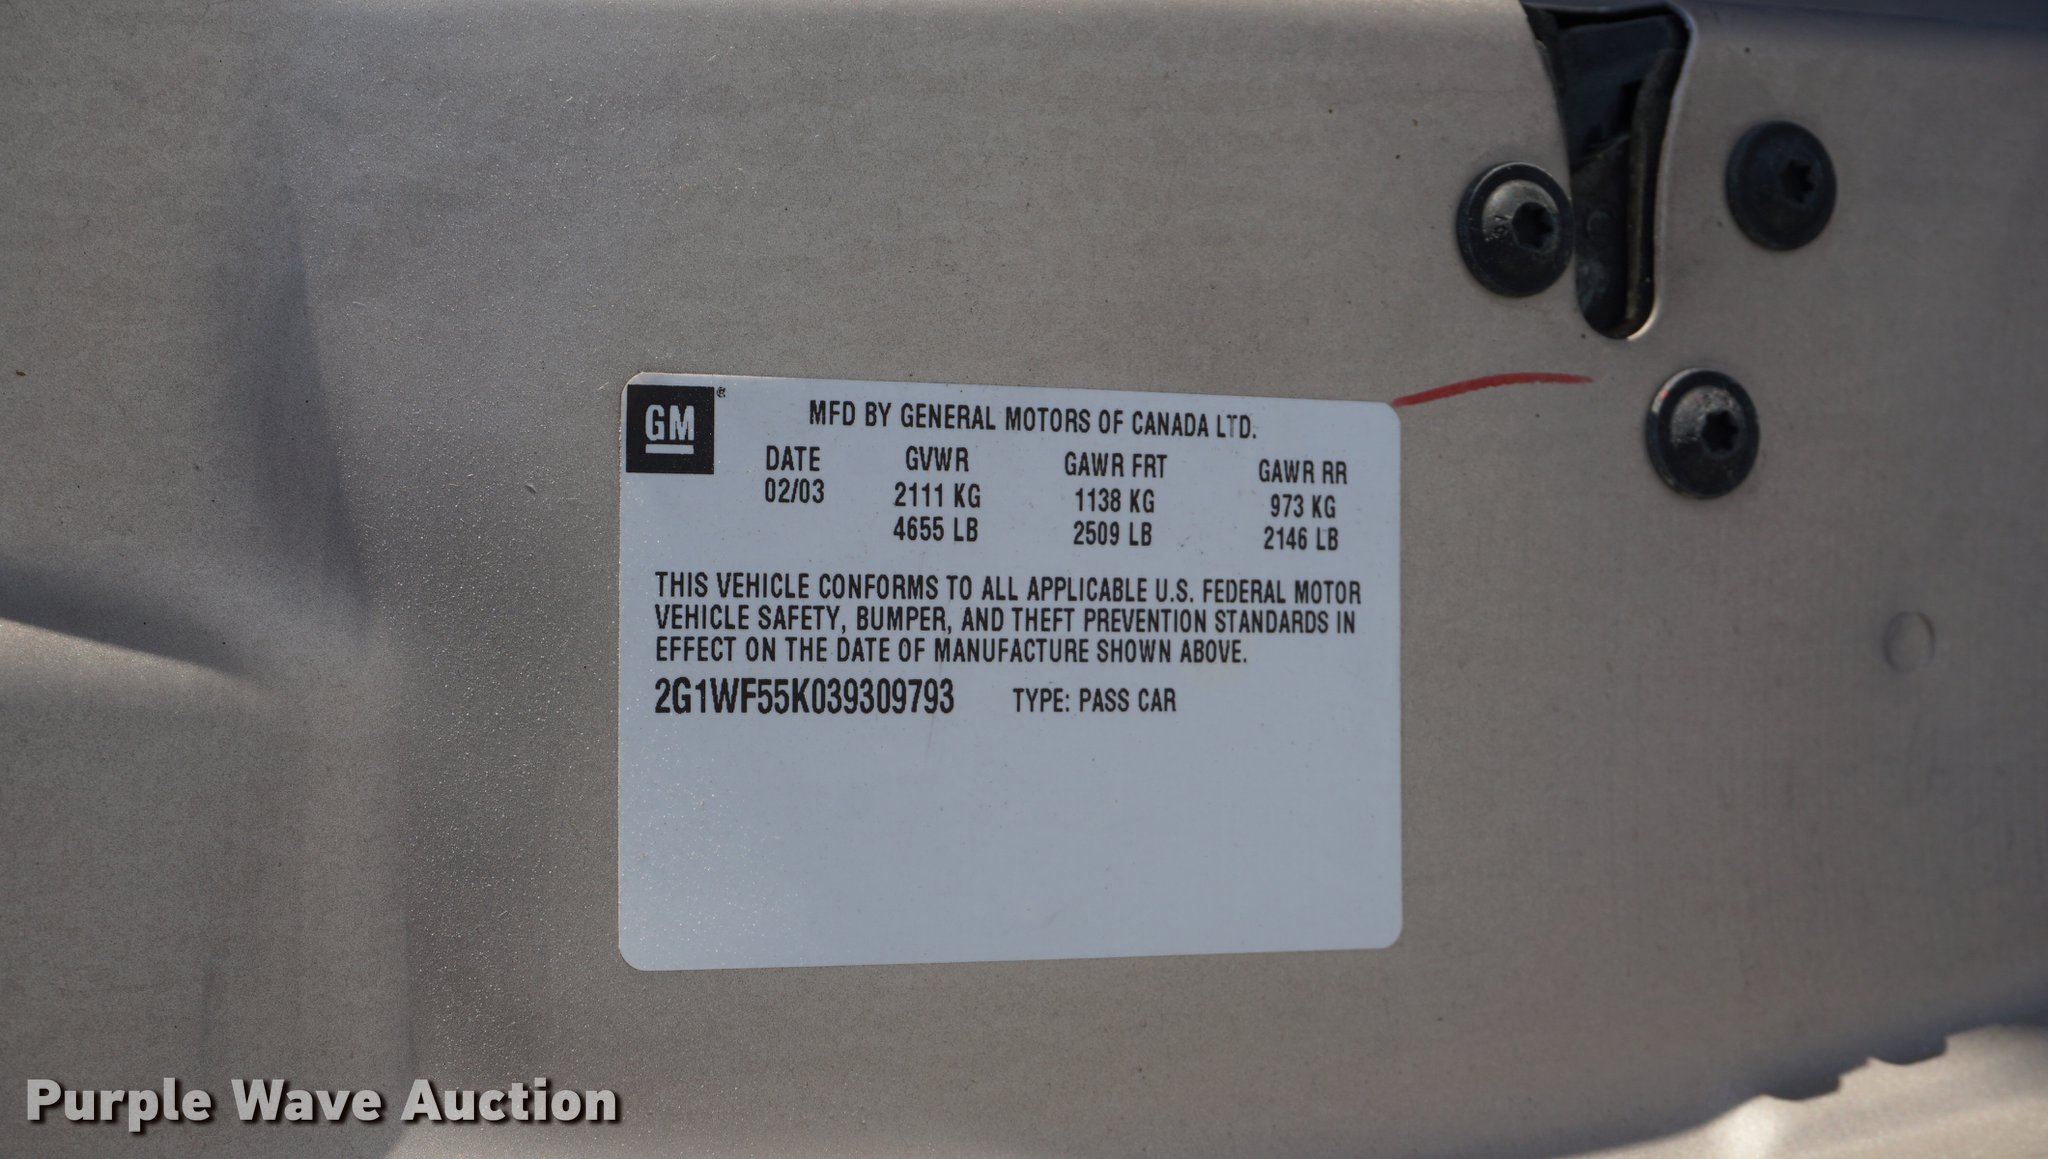 GM ®
MFD BY GENERAL MOTORS OF CANADA LTD.
DATE GVWR GAWR FRT GAWR RR
02/03 2111 KG 1138 KG 973 KG
4655 LB 2509 LB 2146 LB
THIS VEHICLE CONFORMS TO ALL APPLICABLE U.S. FEDERAL MOTOR
VEHICLE SAFETY, BUMPER, AND THEFT PREVENTION STANDARDS IN
EFFECT ON THE DATE OF MANUFACTURE SHOWN ABOVE.
2G1WF55K039309793 TYPE: PASS CAR
Purple Wave Auction